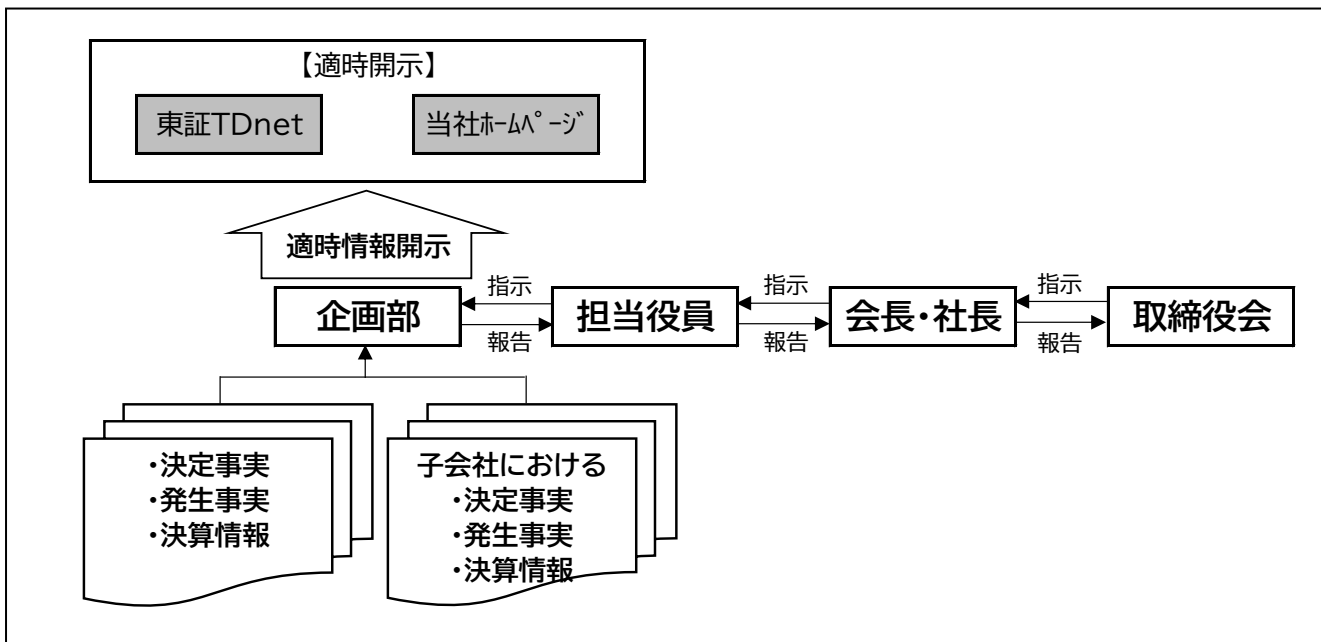 【適時開示】
東証TDnet
当社ﾎｰﾑﾍﾟｰｼﾞ
適時情報開示
企画部
指示
報告
担当役員
指示
報告
会長・社長
指示
報告
取締役会
・決定事実
・発生事実
・決算情報
子会社における
・決定事実
・発生事実
・決算情報